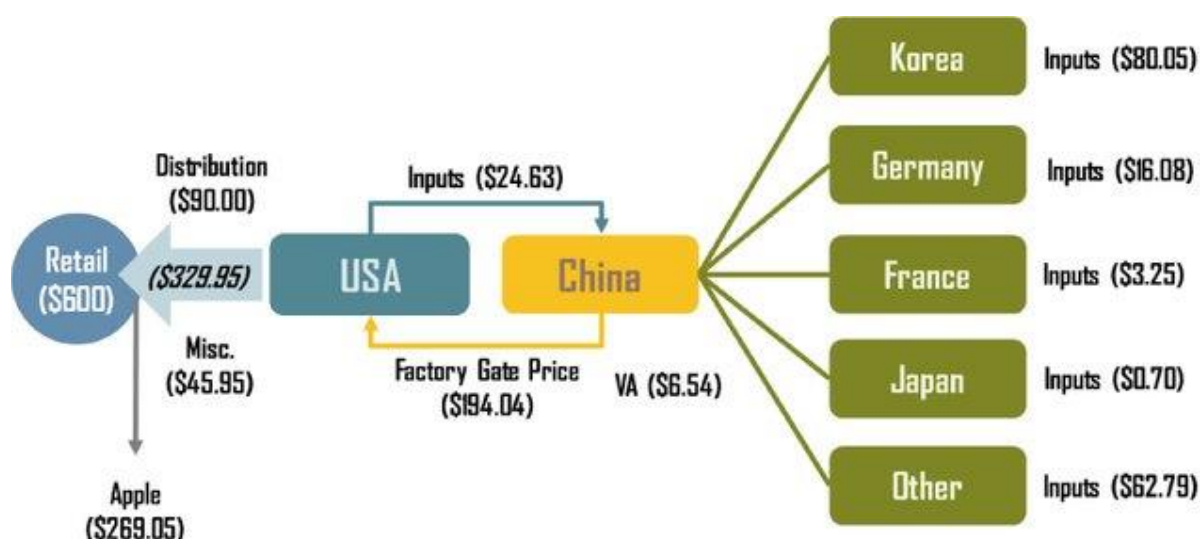 Distribution
($90.00)
Retail
($600)
($329.95)
Misc.
($45.95)
Apple
($269.05)
Inputs ($24.63)
USA
China
Factory Gate Price
($194.04)
VA ($6.54)
Korea
Inputs ($80.05)
Germany
Inputs ($16.08)
France
Inputs ($3.25)
Japan
Inputs ($0.70)
Other
Inputs ($62.79)